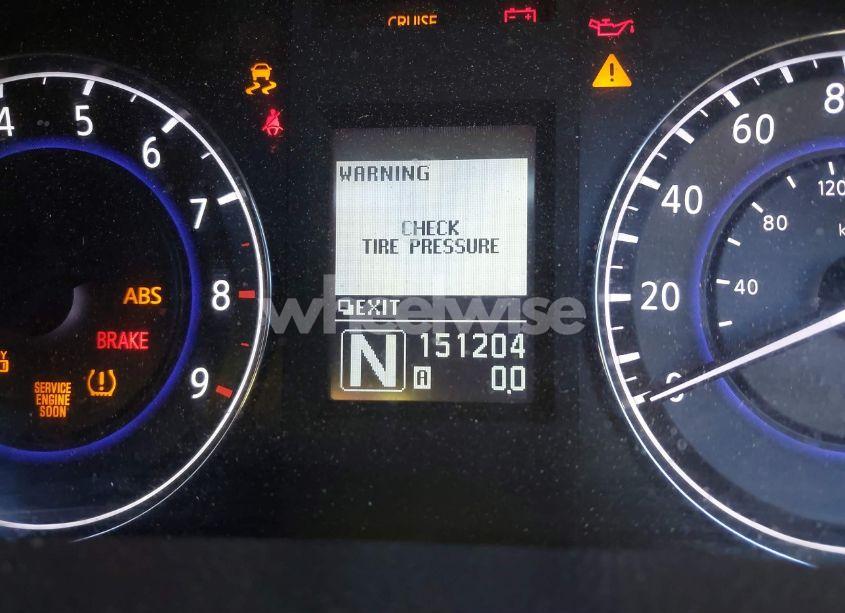 CRUISE
4 5 6 7 8 9
ABS
BRAKE
SERVICE
ENGINE
SOON
WARNING
CHECK
TIRE PRESSURE
EXIT
N
151204
A 0.0
wheelwise
0 20 40 60
40 80 120